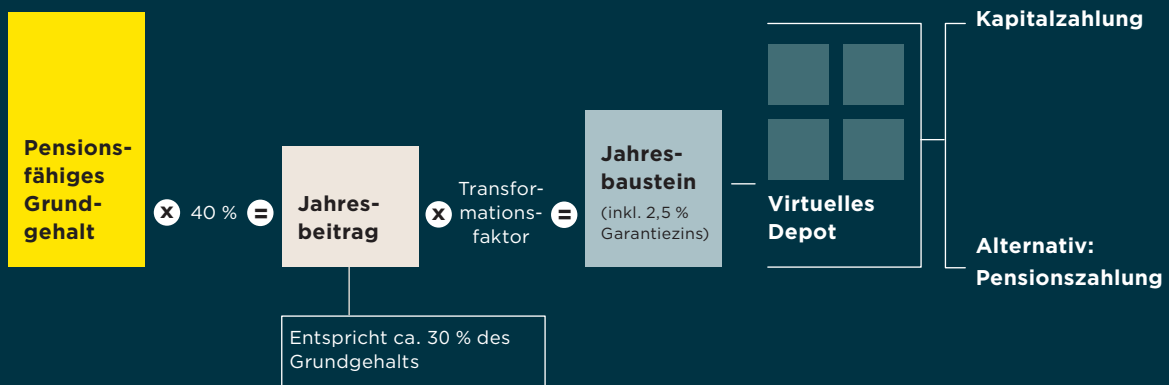 Pensions-
fähiges
Grund-
gehalt
x 40 % =
Jahres-
beitrag
x
Transfor-
mations-
faktor
=
Jahres-
baustein
(inkl. 2,5 %
Garantiezins)
Virtuelles
Depot
Kapitalzahlung
Alternativ:
Pensionszahlung
Entspricht ca. 30 % des
Grundgehalts